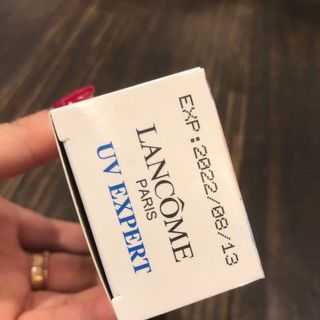 EXP:2022/08/13
LANCÔME
PARIS
UV EXPERT